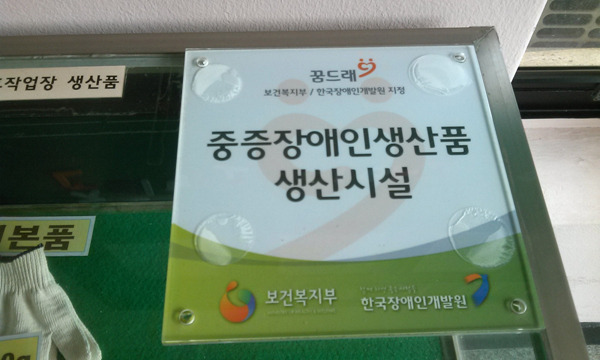 작업장 생산품
꿈드래
보건복지부 / 한국장애인개발원 지정
중증장애인생산품
생산시설
본품
보건복지부
한국장애인개발원